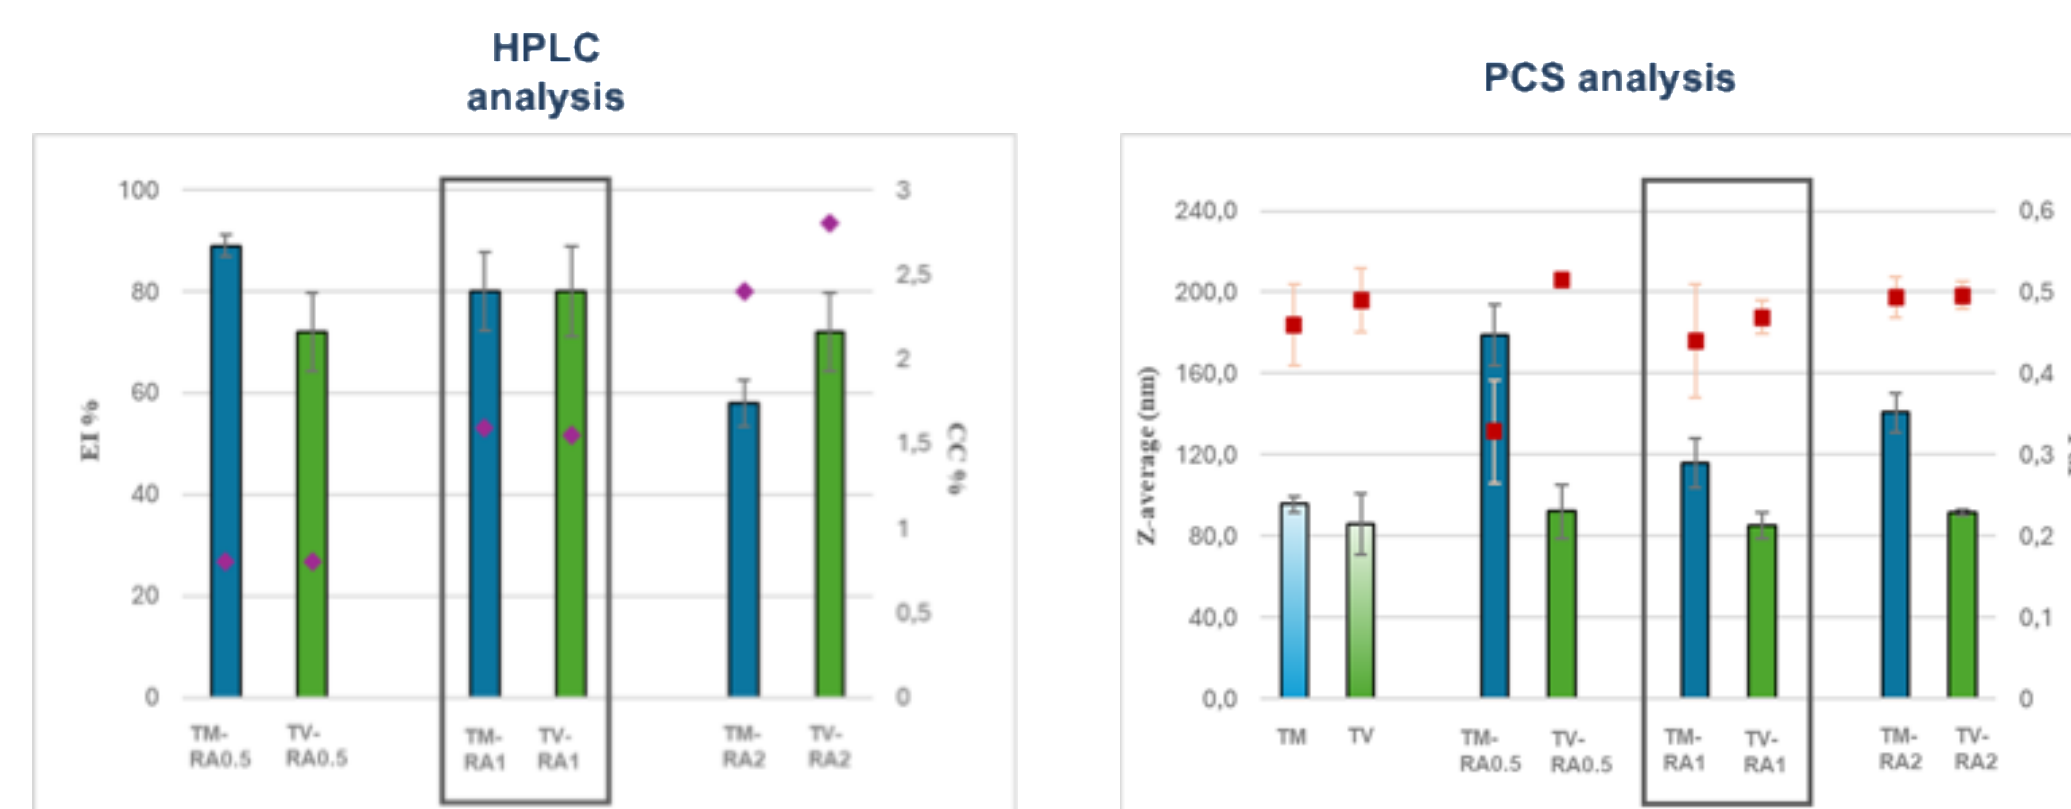 HPLC
analysis
100
80
60
40
20
0
EI %
3
2,5
2
1,5
1
0,5
0
CC %
TM-
RA0.5
TV-
RA0.5
TM-
RA1
TV-
RA1
TM-
RA2
TV-
RA2
PCS analysis
240,0
200,0
160,0
120,0
80,0
40,0
0,0
Z-average (nm)
0,6
0,5
0,4
0,3
0,2
0,1
0
TM
TV
TM-
RA0.5
TV-
RA0.5
TM-
RA1
TV-
RA1
TM-
RA2
TV-
RA2